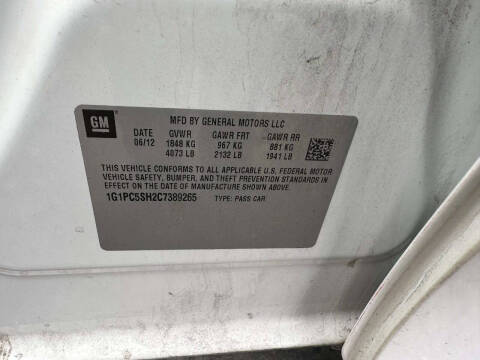 GM
MFD BY GENERAL MOTORS LLC
DATE GVWR GAWR FRT GAWR RR
06/12 1848 KG 967 KG 881 KG
4073 LB 2132 LB 1941 LB
THIS VEHICLE CONFORMS TO ALL APPLICABLE U.S. FEDERAL MOTOR
VEHICLE SAFETY, BUMPER, AND THEFT PREVENTION STANDARDS IN
EFFECT ON THE DATE OF MANUFACTURE SHOWN ABOVE.
1G1PC5SH2C7389265 TYPE: PASS CAR